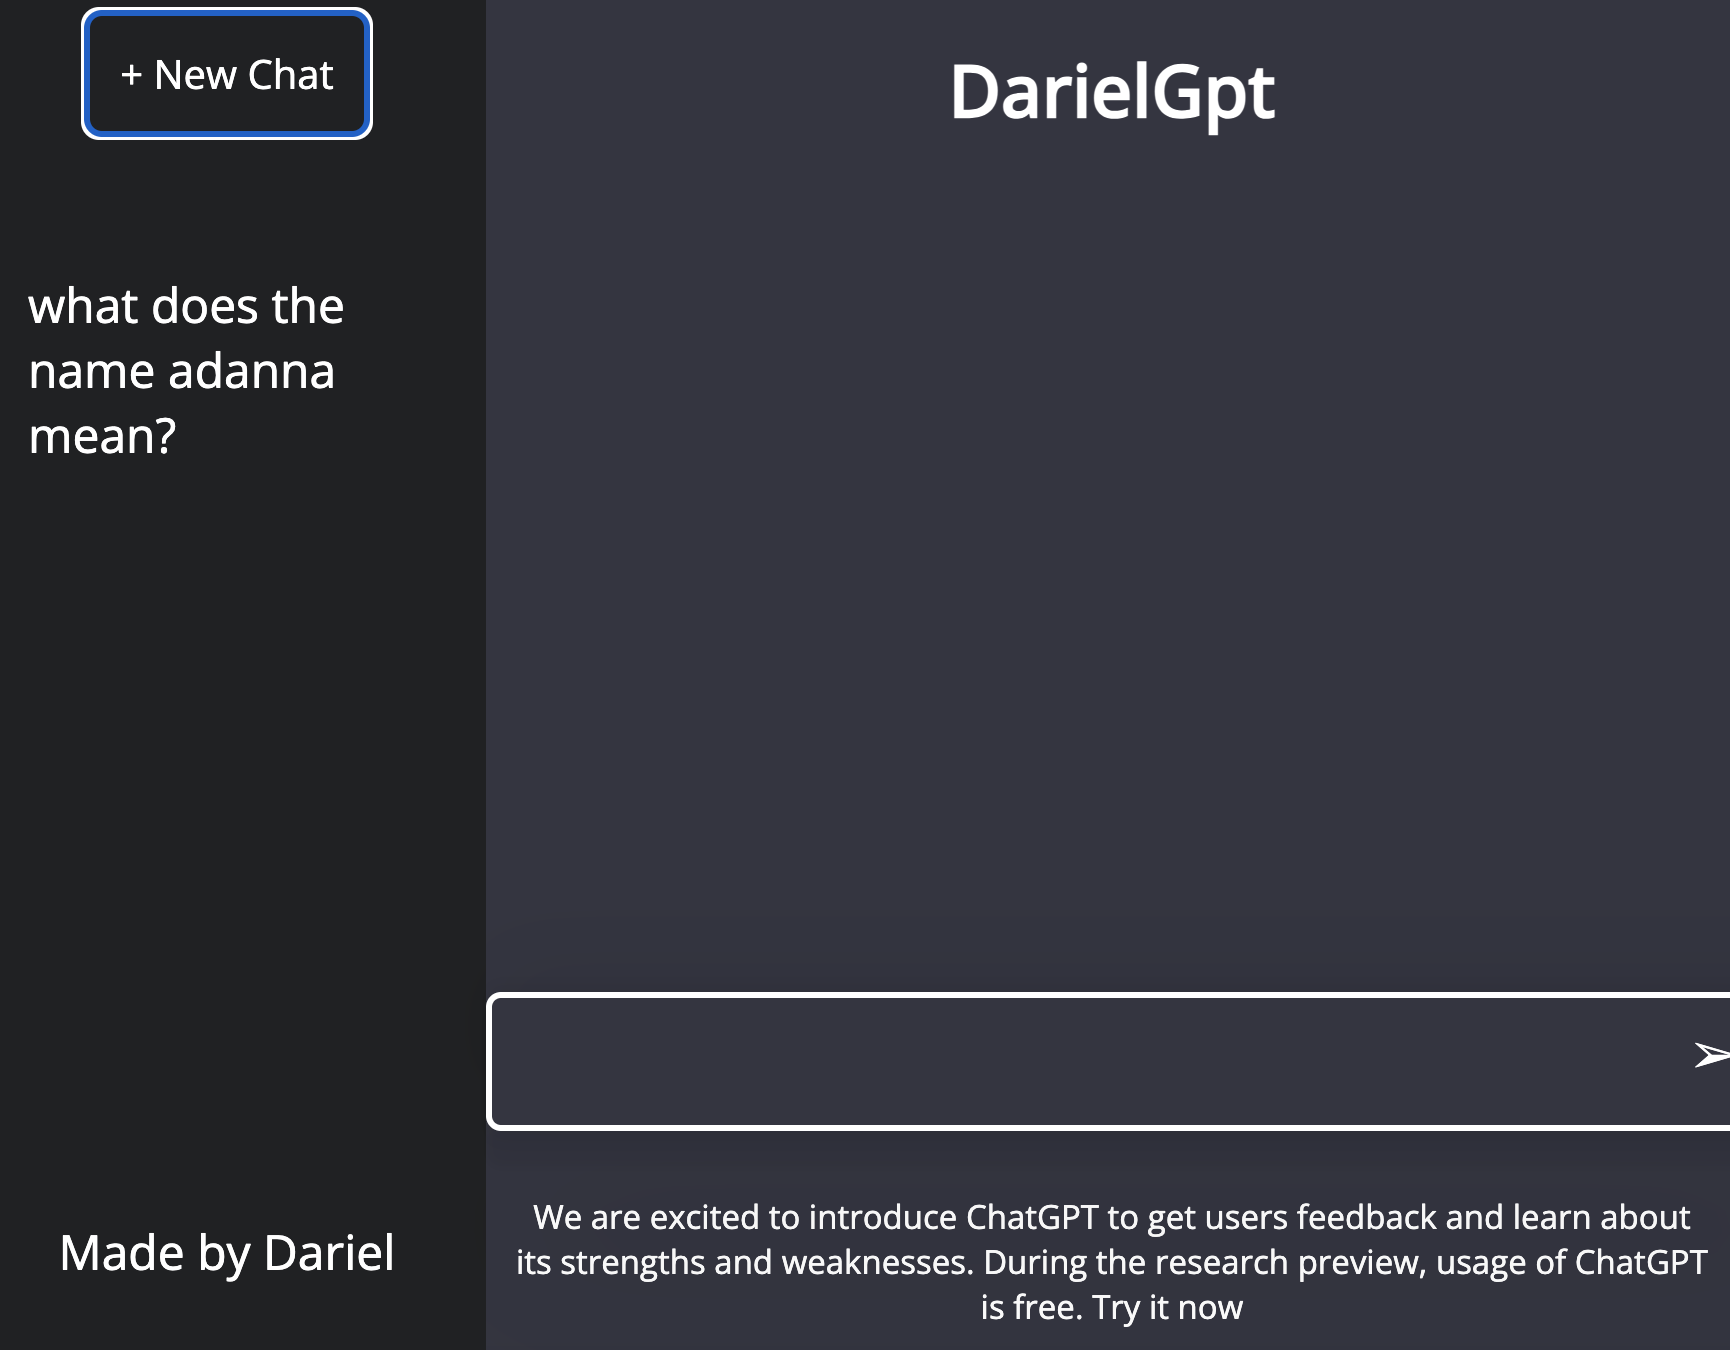 + New Chat
what does the
name adanna
mean?
Made by Dariel
DarielGpt
We are excited to introduce ChatGPT to get users feedback and learn about
its strengths and weaknesses. During the research preview, usage of ChatGPT
is free. Try it now